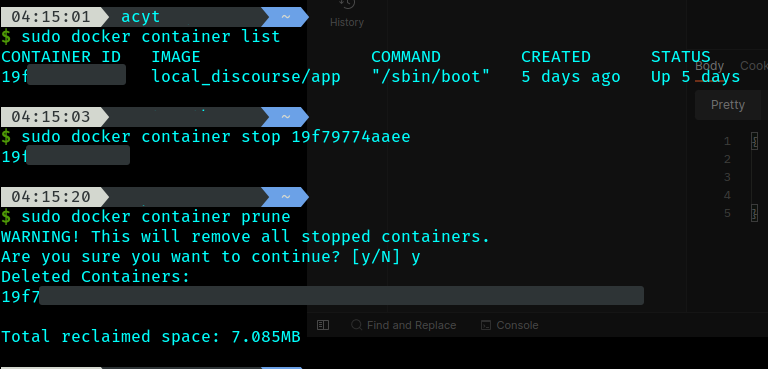 04:15:01 acyt ~
$ sudo docker container list
CONTAINER ID IMAGE COMMAND CREATED STATUS
19f local_discourse/app "/sbin/boot" 5 days ago Up 5 days
04:15:03 ~
$ sudo docker container stop 19f79774aaee
19f
04:15:20 ~
$ sudo docker container prune
WARNING! This will remove all stopped containers.
Are you sure you want to continue? [y/N] y
Deleted Containers:
19f7
Total reclaimed space: 7.085MB
History
Body Cook
Pretty
1 {
2
3
4
5 }
Find and Replace Console